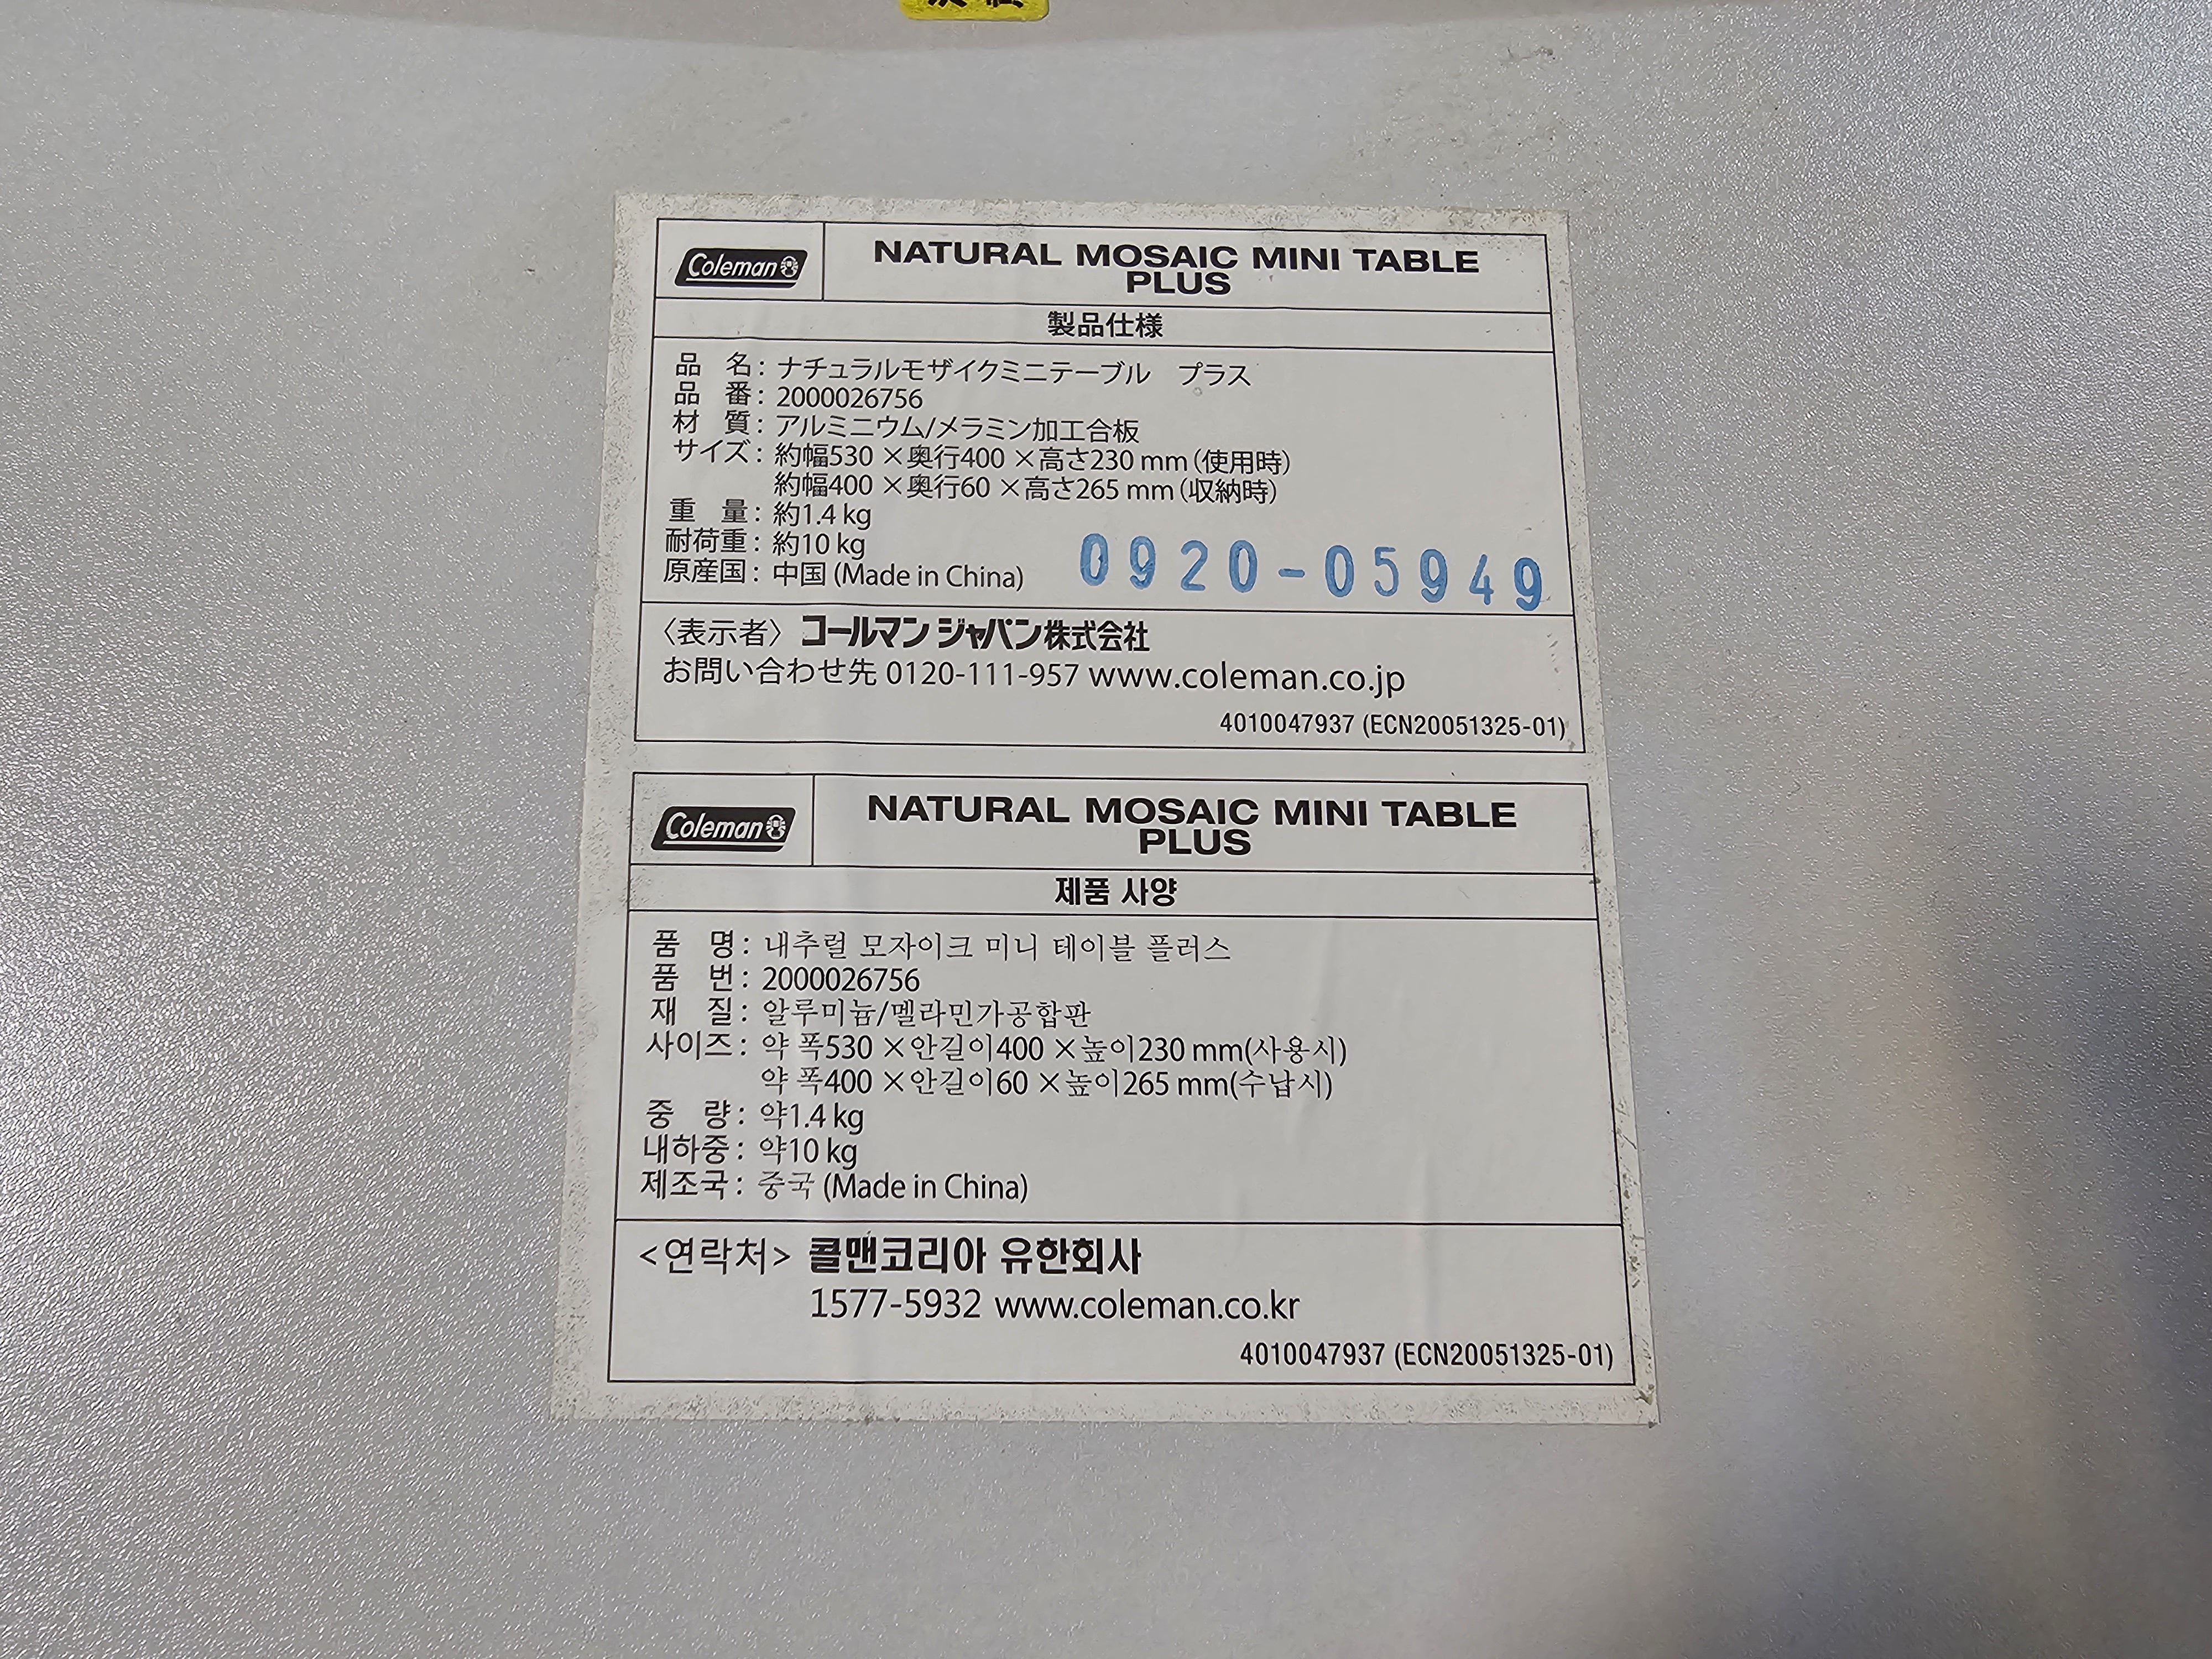 Coleman
NATURAL MOSAIC MINI TABLE
PLUS
製品仕様
品 名： ナチュラルモザイクミニテーブル　プラス
品 番： 2000026756
材 質： アルミニウム/メラミン加工合板
サイズ： 約幅530 ×奥行400 ×高さ230 mm（使用時）
約幅400 ×奥行60 ×高さ265 mm（収納時）
重 量： 約1.4 kg
耐荷重： 約10 kg
原産国： 中国 (Made in China)
0920-05949
〈表示者〉 コールマン ジャパン株式会社
お問い合わせ先 0120-111-957 www.coleman.co.jp
4010047937 (ECN20051325-01)
Coleman
NATURAL MOSAIC MINI TABLE
PLUS
제품 사양
품 명 : 내추럴 모자이크 미니 테이블 플러스
품 번 : 2000026756
재 질 : 알루미늄/멜라민가공합판
사이즈 : 약 폭530 ×안길이400 ×높이230 mm(사용시)
약 폭400 ×안길이60 ×높이265 mm(수납시)
중 량 : 약1.4 kg
내하중 : 약10 kg
제조국 : 중국 (Made in China)
<연락처> 콜맨코리아 유한회사
1577-5932 www.coleman.co.kr
4010047937 (ECN20051325-01)